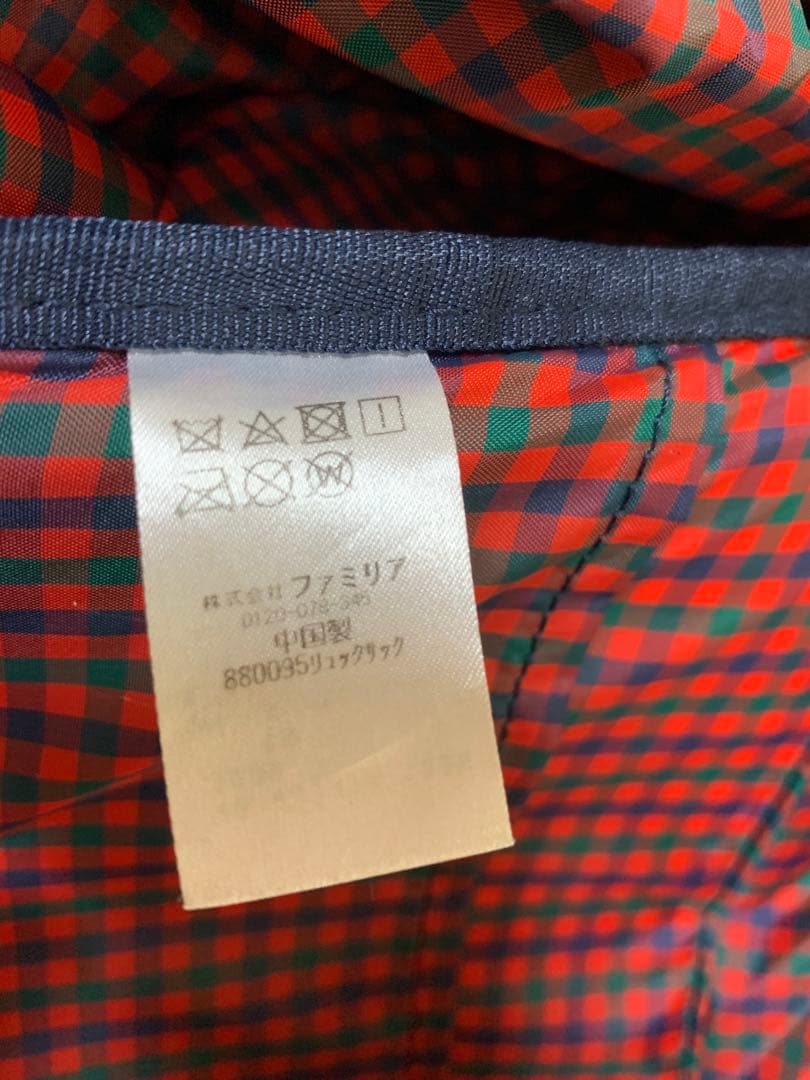 株式会社 ファミリア
0120-078-345
中国製
880095リュックサック